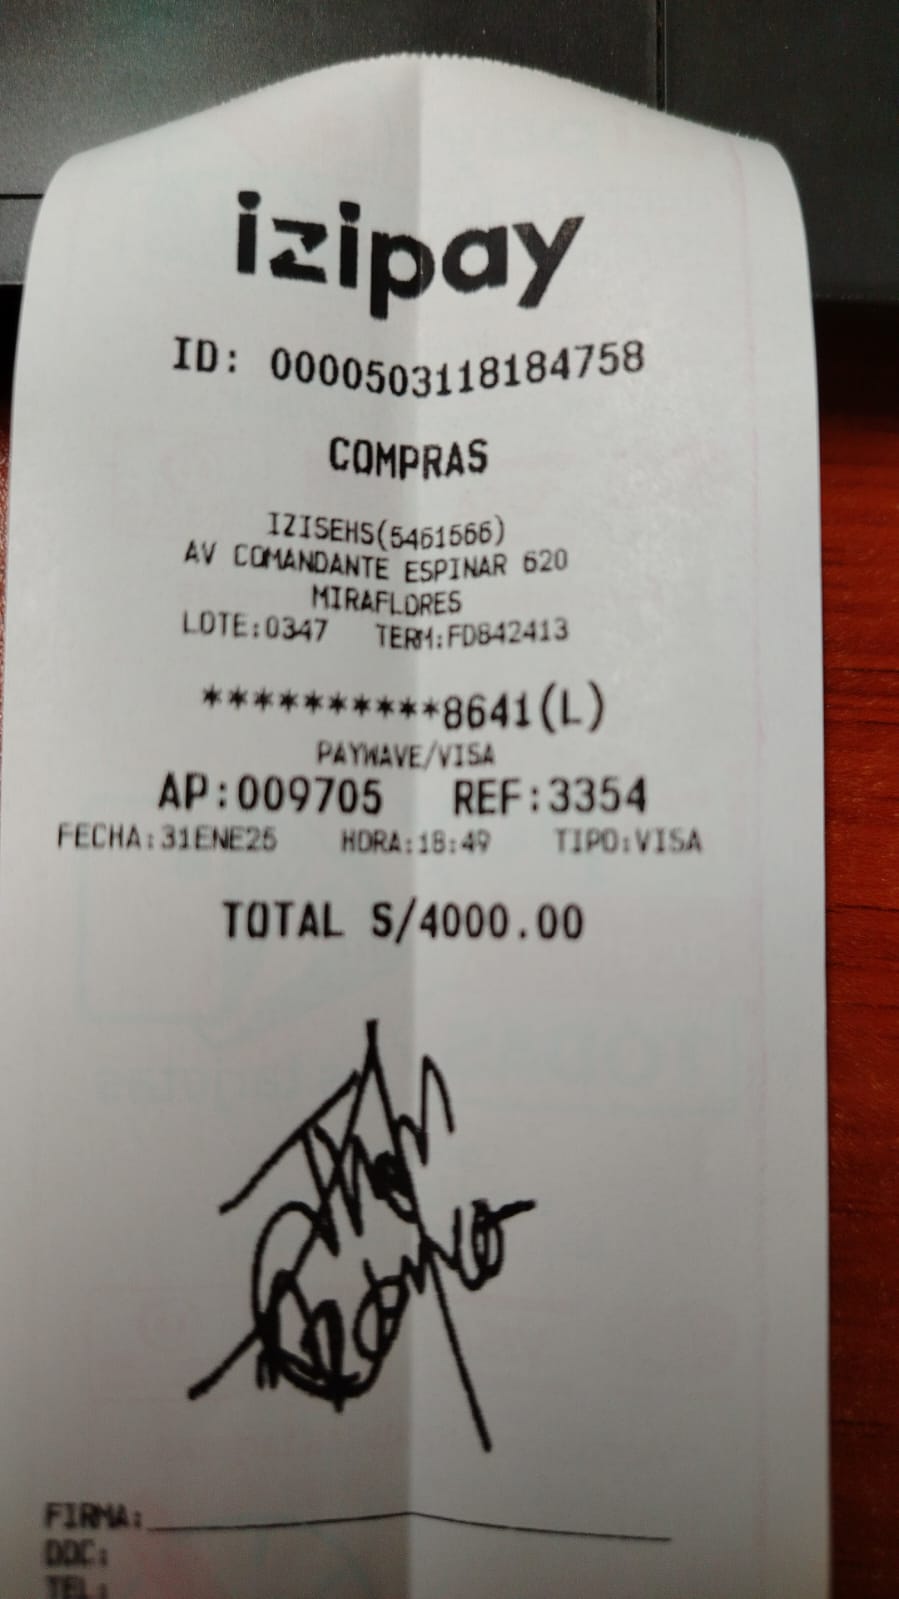 izipay
ID: 0000503118184758
COMPRAS
IZISEHS(5461566)
AV COMANDANTE ESPINAR 620
MIRAFLORES
LOTE:0347 TERM:FD842413
**********8641(L)
PAYWAVE/VISA
AP:009705 REF:3354
FECHA:31ENE25 HORA:18:49 TIPO:VISA
TOTAL S/4000.00
FIRMA:
DOC:
TEL: